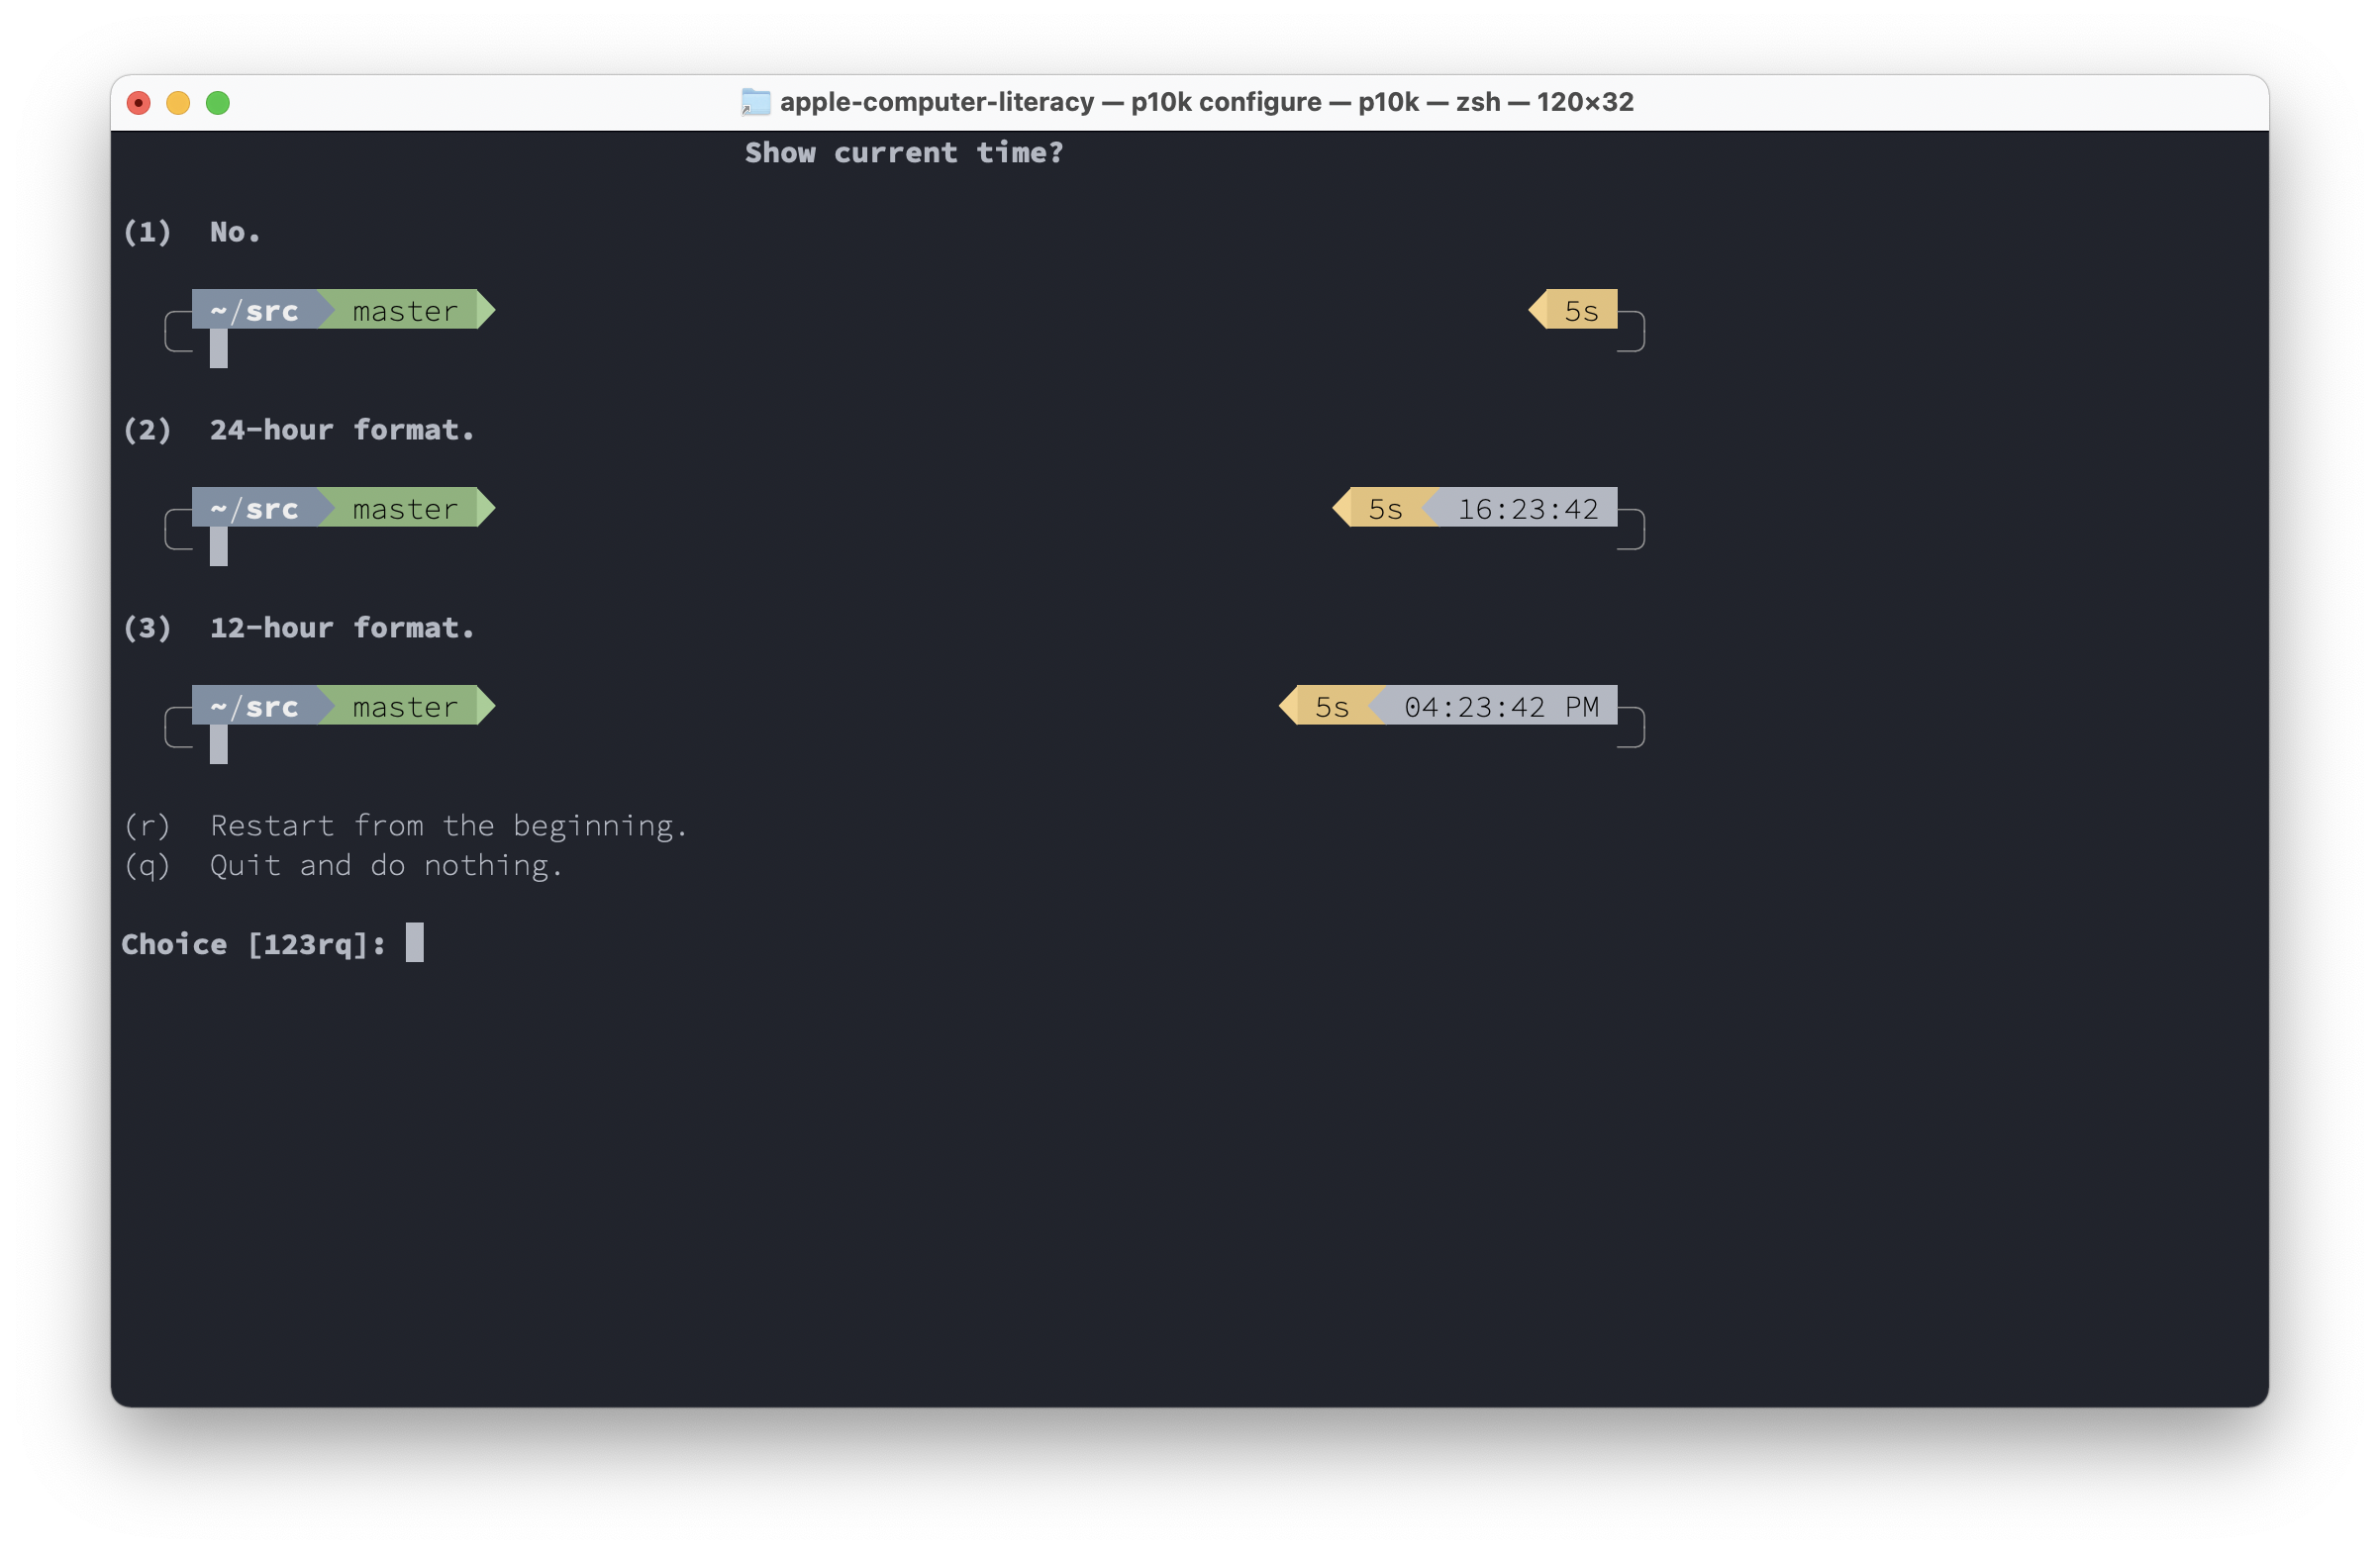 apple-computer-literacy — p10k configure — p10k — zsh — 120×32
Show current time?
(1)  No.
~/src  master  5s
(2)  24-hour format.
~/src  master  5s  16:23:42
(3)  12-hour format.
~/src  master  5s  04:23:42 PM
(r)  Restart from the beginning.
(q)  Quit and do nothing.
Choice [123rq]: